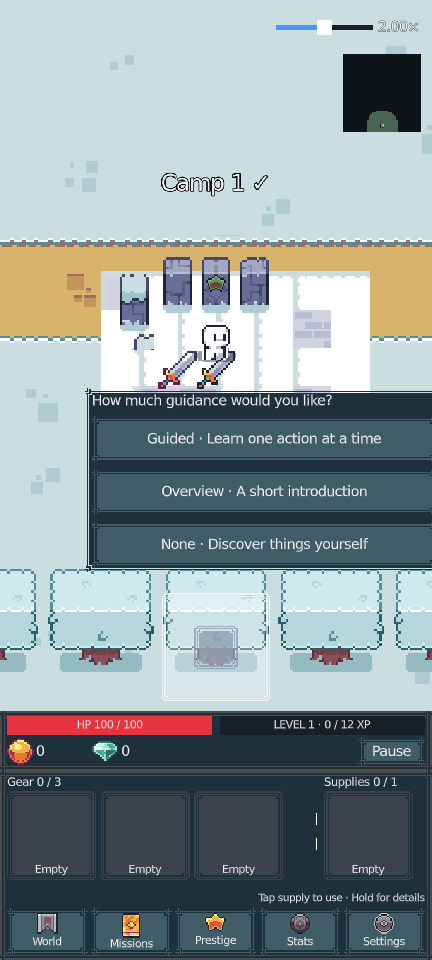 2.00×
Camp 1 ✓
How much guidance would you like?
Guided · Learn one action at a time
Overview · A short introduction
None · Discover things yourself
HP 100 / 100
LEVEL 1 · 0 / 12 XP
0
0
Pause
Gear 0 / 3
Supplies 0 / 1
Empty
Empty
Empty
Empty
Tap supply to use · Hold for details
World
Missions
Prestige
Stats
Settings